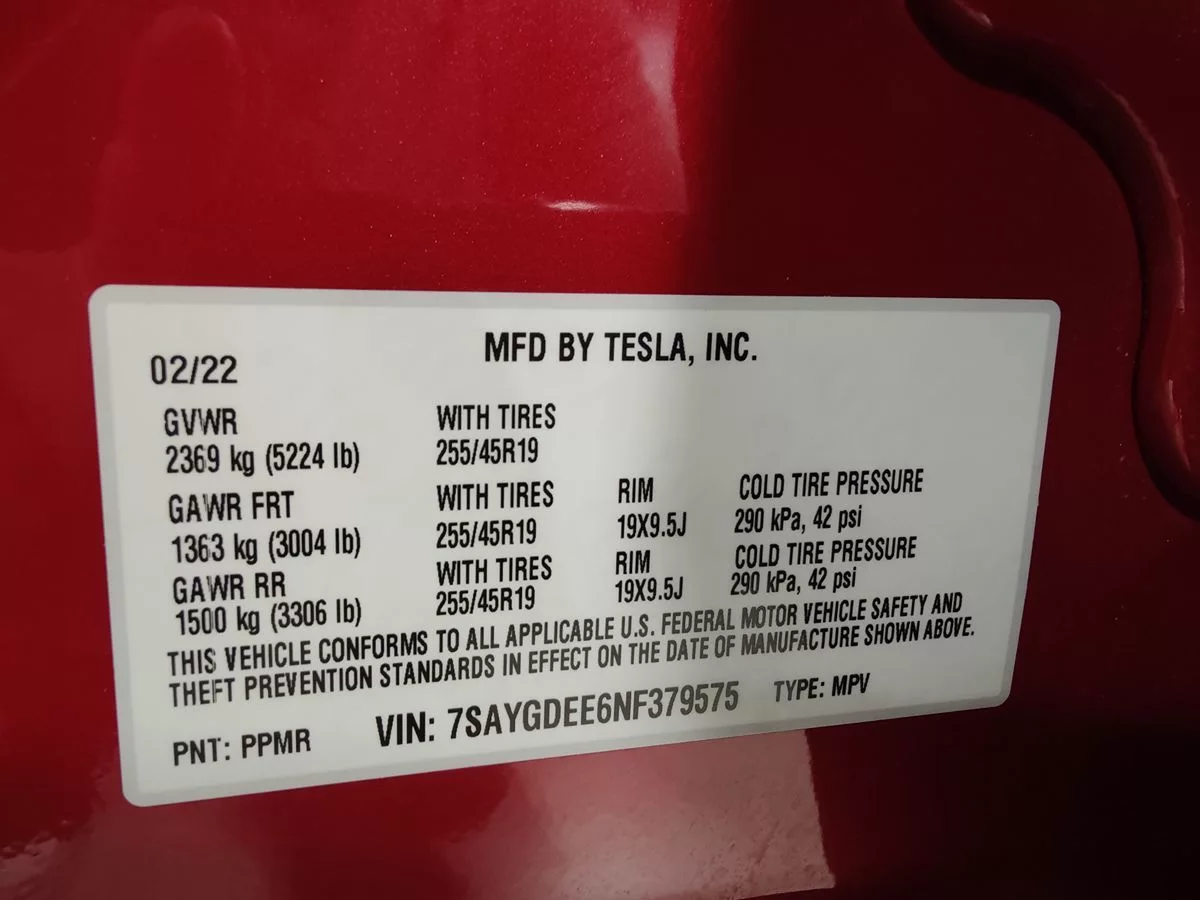 MFD BY TESLA, INC.
02/22
GVWR WITH TIRES
2369 kg (5224 lb) 255/45R19
GAWR FRT WITH TIRES RIM COLD TIRE PRESSURE
1363 kg (3004 lb) 255/45R19 19X9.5J 290 kPa, 42 psi
GAWR RR WITH TIRES RIM COLD TIRE PRESSURE
1500 kg (3306 lb) 255/45R19 19X9.5J 290 kPa, 42 psi
THIS VEHICLE CONFORMS TO ALL APPLICABLE U.S. FEDERAL MOTOR VEHICLE SAFETY AND
THEFT PREVENTION STANDARDS IN EFFECT ON THE DATE OF MANUFACTURE SHOWN ABOVE.
PNT: PPMR VIN: 7SAYGDEE6NF379575 TYPE: MPV